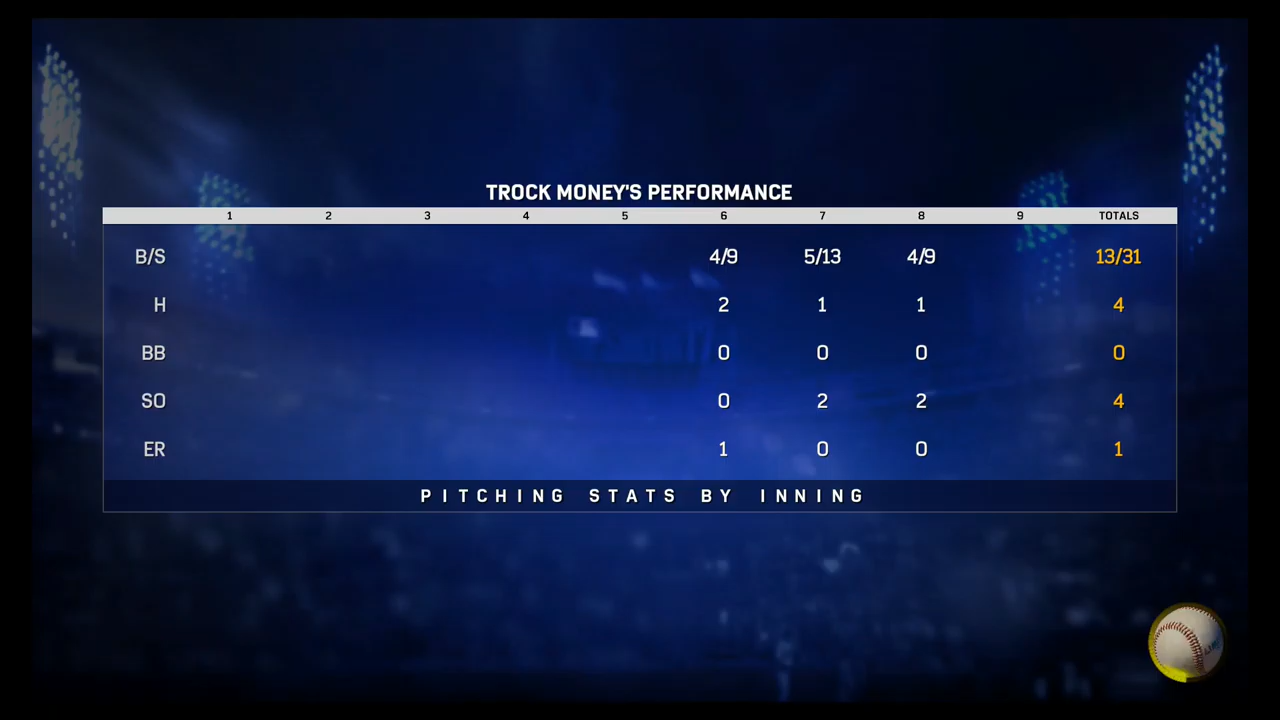 TROCK MONEY'S PERFORMANCE
1 2 3 4 5 6 7 8 9 TOTALS
B/S 4/9 5/13 4/9 13/31
H 2 1 1 4
BB 0 0 0 0
SO 0 2 2 4
ER 1 0 0 1
PITCHING STATS BY INNING